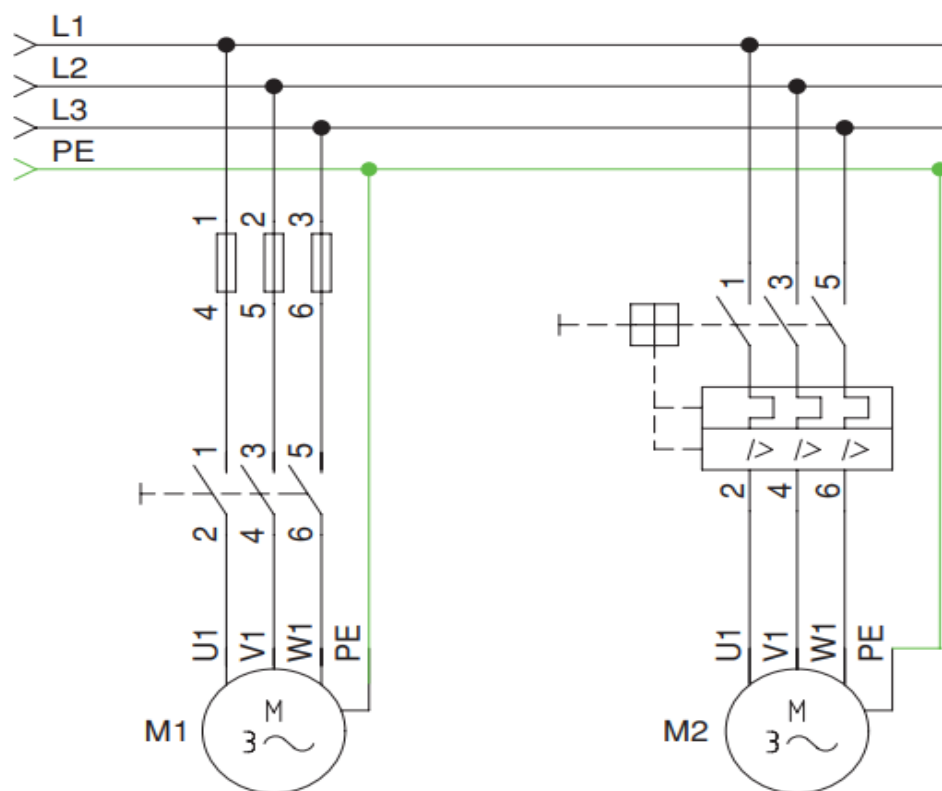 L1
L2
L3
PE
1 2 3
4 5 6
1 3 5
1 3 5
/> /> />
2 4 6
2 4 6
U1 V1 W1 PE
U1 V1 W1 PE
M1 M 3
M2 M 3